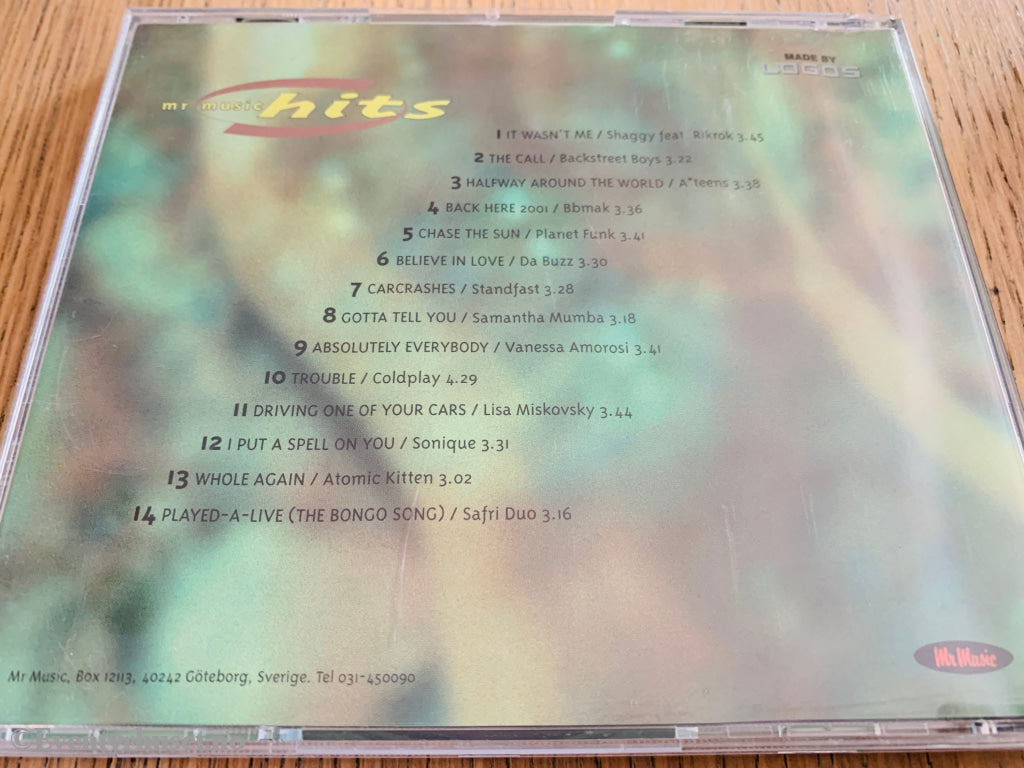 MADE BY
LOGOS
mr music hits
1 IT WASN'T ME / Shaggy feat. Rikrok 3.45
2 THE CALL / Backstreet Boys 3.22
3 HALFWAY AROUND THE WORLD / A*teens 3.38
4 BACK HERE 2001 / Bbmak 3.36
5 CHASE THE SUN / Planet Funk 3.41
6 BELIEVE IN LOVE / Da Buzz 3.30
7 CARCRASHES / Standfast 3.28
8 GOTTA TELL YOU / Samantha Mumba 3.18
9 ABSOLUTELY EVERYBODY / Vanessa Amorosi 3.41
10 TROUBLE / Coldplay 4.29
11 DRIVING ONE OF YOUR CARS / Lisa Miskovsky 3.44
12 I PUT A SPELL ON YOU / Sonique 3.31
13 WHOLE AGAIN / Atomic Kitten 3.02
14 PLAYED-A-LIVE (THE BONGO SONG) / Safri Duo 3.16
Mr Music
Mr Music, Box 12113, 40242 Göteborg, Sverige. Tel 031-450090